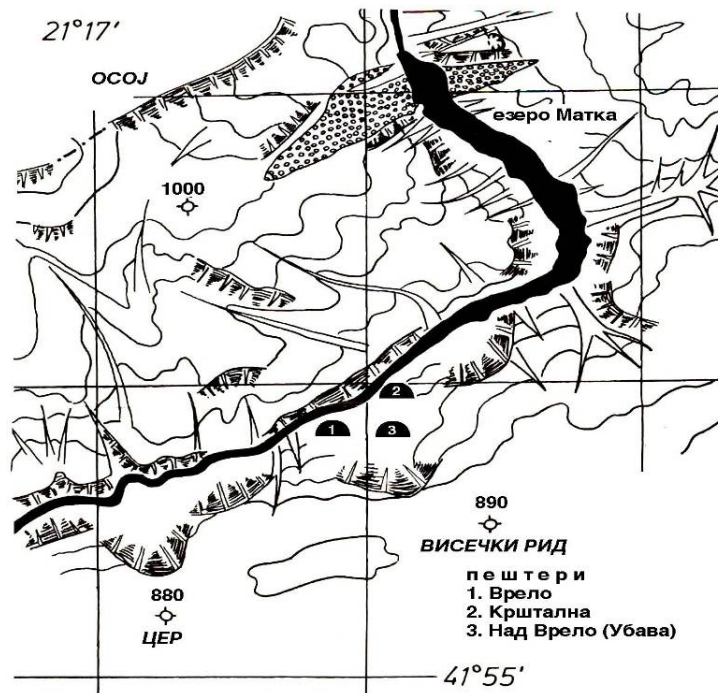 21°17'
ОСОЈ
езеро Матка
1000
2
1
3
890
ВИСЕЧКИ РИД
880
ЦЕР
пештери
1. Врело
2. Крштална
3. Над Врело (Убава)
41°55'